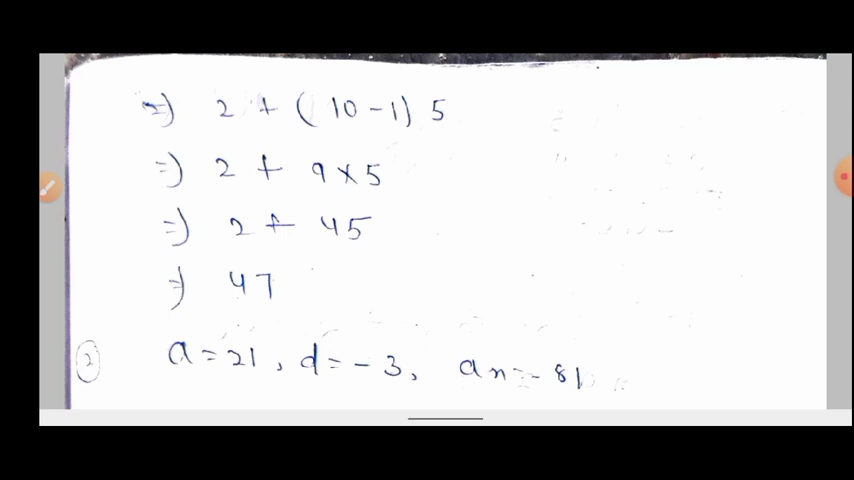 =) 2 + ( 10 - 1) 5
=) 2 + 9 × 5
=) 2 + 45
=) 47
(2) a = 21 , d = - 3, an = - 81